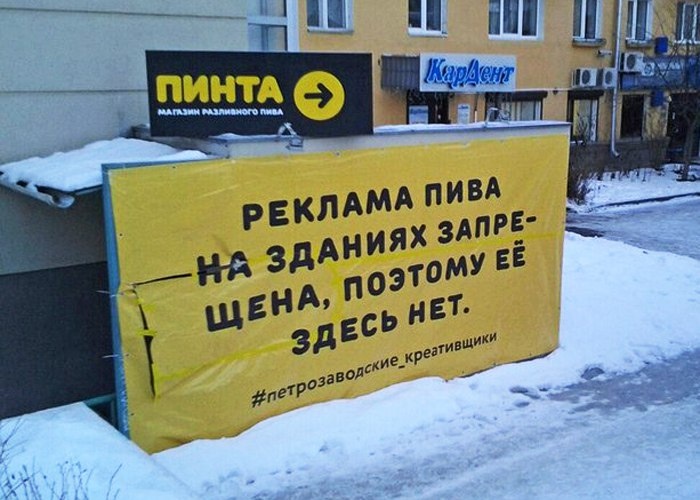 ПИНТА
МАГАЗИН РАЗЛИВНОГО ПИВА
КарДент
РЕКЛАМА ПИВА
НА ЗДАНИЯХ ЗАПРЕ-
ЩЕНА, ПОЭТОМУ ЕЁ
ЗДЕСЬ НЕТ.
#петрозаводские_креативщики